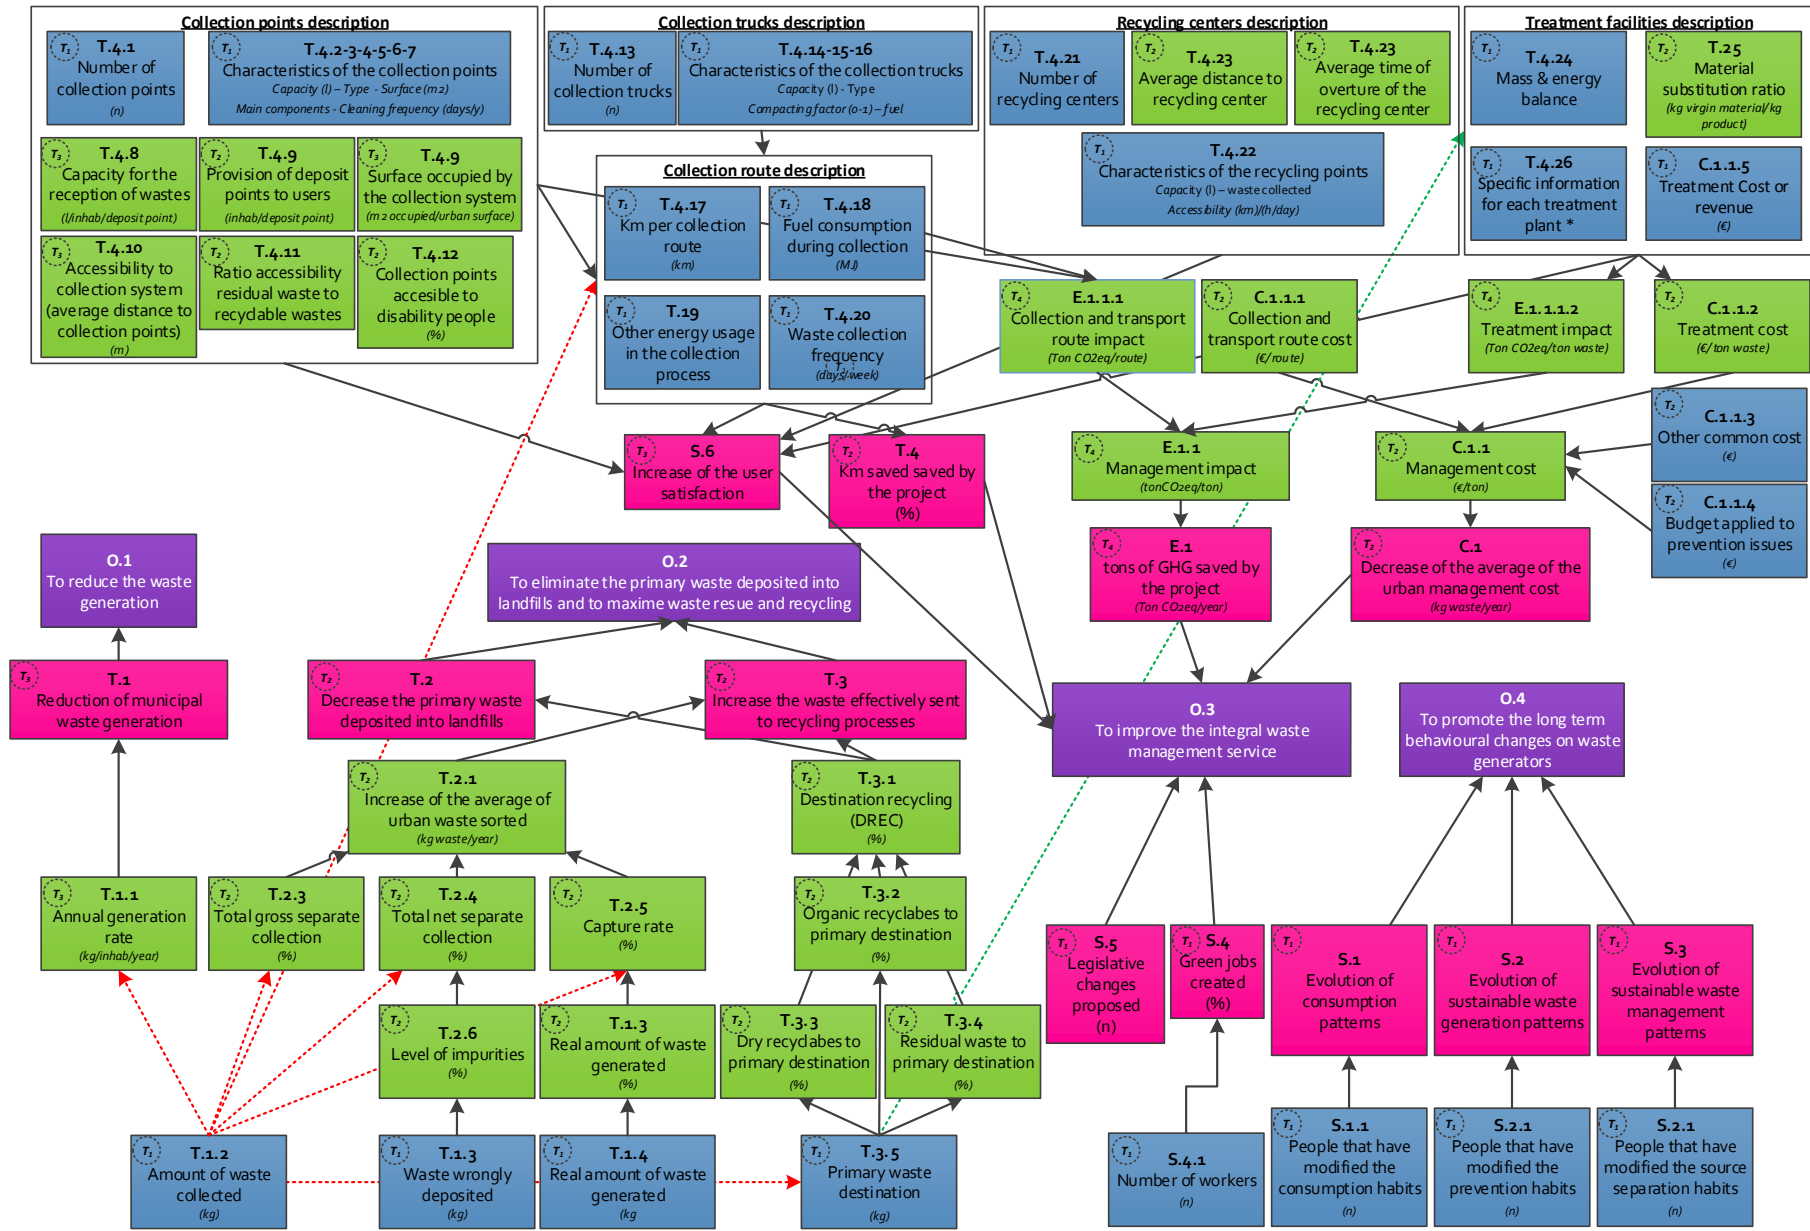 Collection points description
T1
T.4.1
Number of
collection points
(n)
T1
T.4.2-3-4-5-6-7
Characteristics of the collection points
Capacity (l) – Type - Surface (m2)
Main components - Cleaning frequency (days/y)
T3
T.4.8
Capacity for the
reception of wastes
(l/inhab/deposit point)
T2
T.4.9
Provision of deposit
points to users
(inhab/deposit point)
T3
T.4.9
Surface occupied by
the collection system
(m2 occupied/urban surface)
T3
T.4.10
Accessibility to
collection system
(average distance to
collection points)
(m)
T2
T.4.11
Ratio accessibility
residual waste to
recyclable wastes
T2
T.4.12
Collection points
accesible to
disability people
(%)
Collection trucks description
T1
T.4.13
Number of
collection trucks
(n)
T1
T.4.14-15-16
Characteristics of the collection trucks
Capacity (l) - Type
Compacting factor (0-1) – fuel
Collection route description
T1
T.4.17
Km per collection
route
(km)
T1
T.4.18
Fuel consumption
during collection
(MJ)
T1
T.19
Other energy usage
in the collection
process
T1
T.4.20
Waste collection
frequency
(days/week)
T1
Recycling centers description
T1
T.4.21
Number of
recycling centers
T2
T.4.23
Average distance to
recycling center
T2
T.4.23
Average time of
overture of the
recycling center
T1
T.4.22
Characteristics of the recycling points
Capacity (l) – waste collected
Accessibility (km)/(h/day)
Treatment facilities description
T1
T.4.24
Mass & energy
balance
T2
T.25
Material
substitution ratio
(kg virgin material/kg
product)
T1
T.4.26
Specific information
for each treatment
plant *
T1
C.1.1.5
Treatment Cost or
revenue
(€)
T4
E.1.1.1
Collection and transport
route impact
(Ton CO2eq/route)
T2
C.1.1.1
Collection and
transport route cost
(€/route)
T4
E.1.1.1.2
Treatment impact
(Ton CO2eq/ton waste)
T2
C.1.1.2
Treatment cost
(€/ton waste)
T3
S.6
Increase of the user
satisfaction
T2
T.4
Km saved saved by
the project
(%)
T4
E.1.1
Management impact
(tonCO2eq/ton)
T2
C.1.1
Management cost
(€/ton)
T2
C.1.1.3
Other common cost
(€)
T2
C.1.1.4
Budget applied to
prevention issues
(€)
O.1
To reduce the waste
generation
O.2
To eliminate the primary waste deposited into
landfills and to maxime waste resue and recycling
T4
E.1
tons of GHG saved by
the project
(Ton CO2eq/year)
T2
C.1
Decrease of the average of the
urban management cost
(kg waste/year)
T3
T.1
Reduction of municipal
waste generation
T2
T.2
Decrease the primary waste
deposited into landfills
T2
T.3
Increase the waste effectively sent
to recycling processes
O.3
To improve the integral waste
management service
O.4
To promote the long term
behavioural changes on waste
generators
T2
T.2.1
Increase of the average of
urban waste sorted
(kg waste/year)
T2
T.3.1
Destination recycling
(DREC)
(%)
T3
T.1.1
Annual generation
rate
(kg/inhab/year)
T2
T.2.3
Total gross separate
collection
(%)
T2
T.2.4
Total net separate
collection
(%)
T2
T.2.5
Capture rate
(%)
T2
T.3.2
Organic recyclabes to
primary destination
(%)
T1
S.5
Legislative
changes
proposed
(n)
T1
S.4
Green jobs
created
(%)
T1
S.1
Evolution of
consumption
patterns
T1
S.2
Evolution of
sustainable waste
generation patterns
T1
S.3
Evolution of
sustainable waste
management
patterns
T2
T.2.6
Level of impurities
(%)
T2
T.1.3
Real amount of waste
generated
(%)
T2
T.3.3
Dry recyclabes to
primary destination
(%)
T2
T.3.4
Residual waste to
primary destination
(%)
T1
T.1.2
Amount of waste
collected
(kg)
T1
T.1.3
Waste wrongly
deposited
(kg)
T1
T.1.4
Real amount of waste
generated
(kg
T1
T.3.5
Primary waste
destination
(kg)
T1
S.4.1
Number of workers
(n)
T1
S.1.1
People that have
modified the
consumption habits
(n)
T1
S.2.1
People that have
modified the
prevention habits
(n)
T1
S.2.1
People that have
modified the source
separation habits
(n)